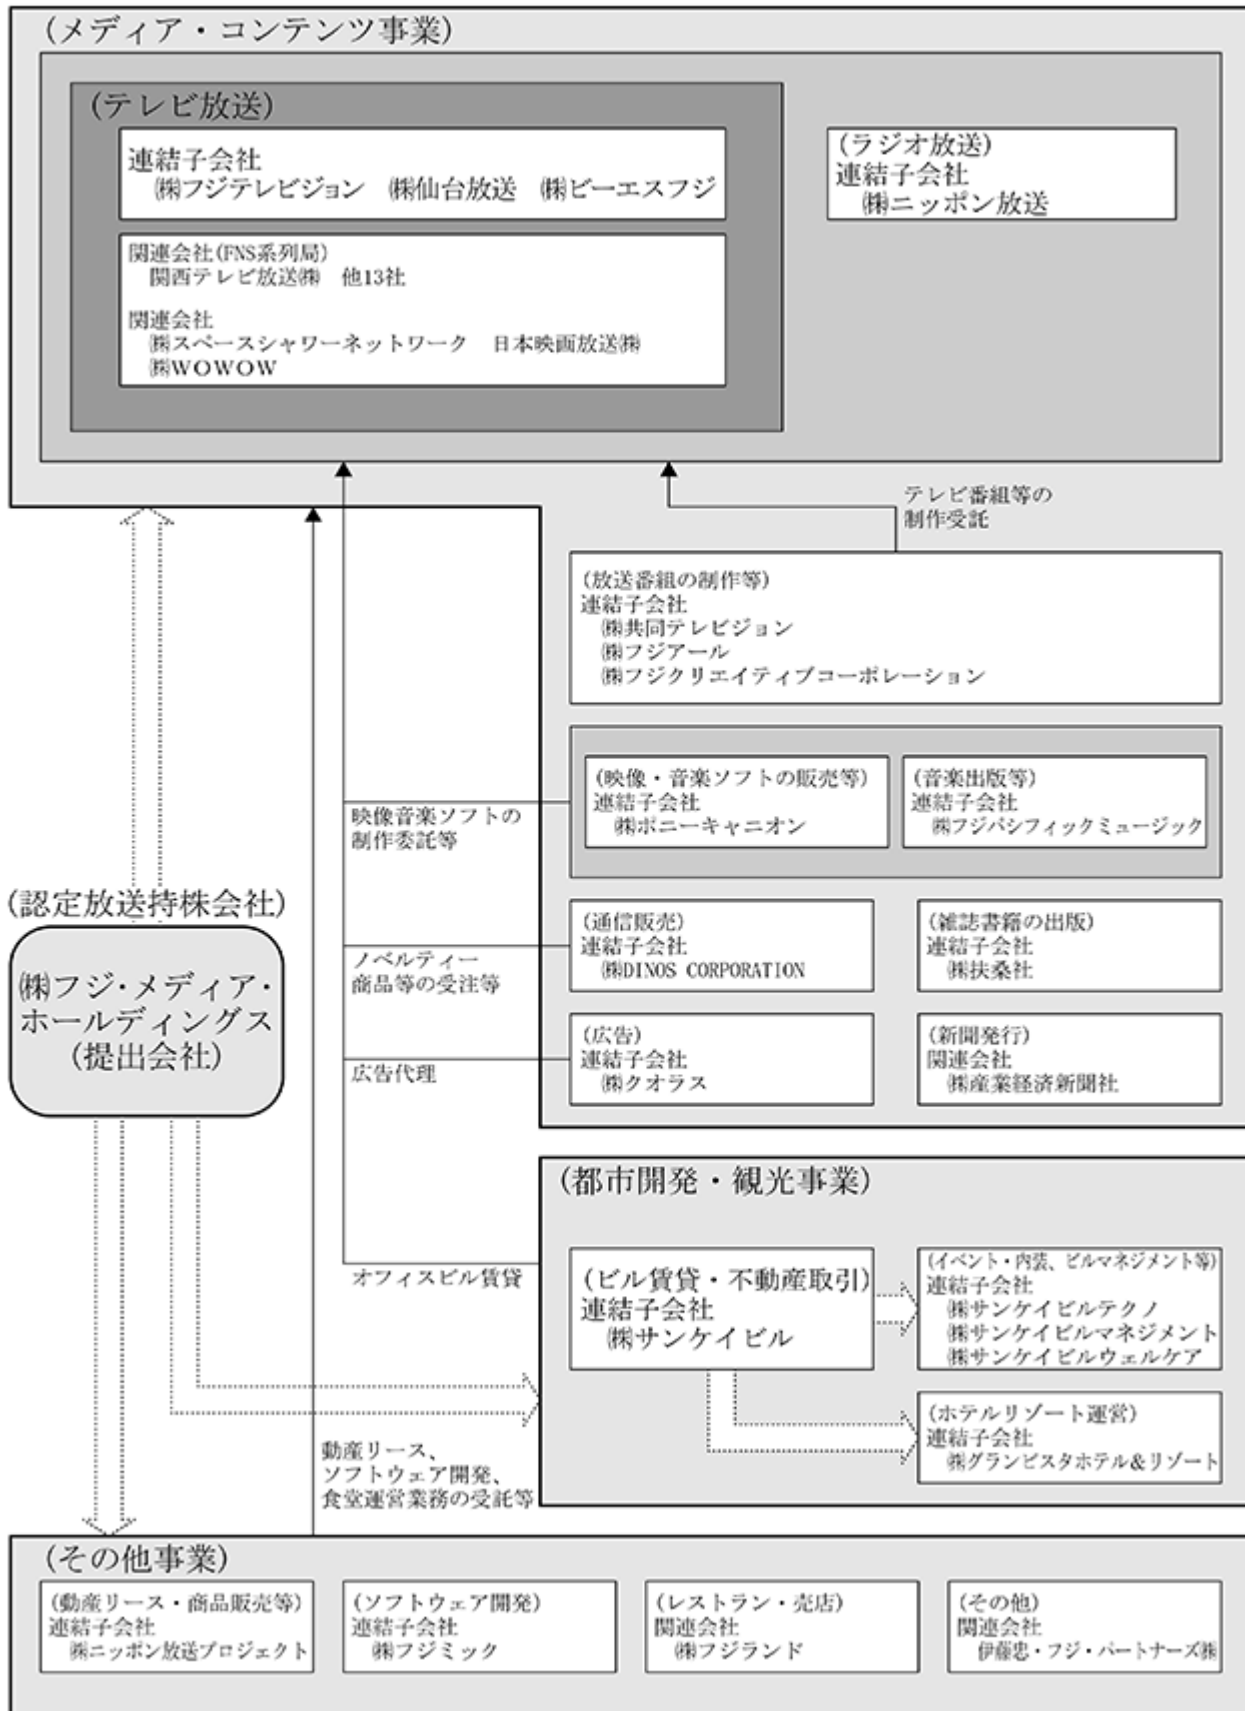 (メディア・コンテンツ事業)
(テレビ放送)
連結子会社
㈱フジテレビジョン　㈱仙台放送　㈱ビーエスフジ
関連会社(FNS系列局)
関西テレビ放送㈱　他13社
関連会社
㈱スペースシャワーネットワーク　日本映画放送㈱
㈱WOWOW
(ラジオ放送)
連結子会社
㈱ニッポン放送
テレビ番組等の
制作受託
(放送番組の制作等)
連結子会社
㈱共同テレビジョン
㈱フジアール
㈱フジクリエイティブコーポレーション
(映像・音楽ソフトの販売等)
連結子会社
㈱ポニーキャニオン
(音楽出版等)
連結子会社
㈱フジパシフィックミュージック
映像音楽ソフトの
制作委託等
(通信販売)
連結子会社
㈱DINOS CORPORATION
(雑誌書籍の出版)
連結子会社
㈱扶桑社
ノベルティー
商品等の受注等
(広告)
連結子会社
㈱クオラス
(新聞発行)
関連会社
㈱産業経済新聞社
広告代理
(認定放送持株会社)
㈱フジ・メディア・
ホールディングス
(提出会社)
(都市開発・観光事業)
オフィスビル賃貸
(ビル賃貸・不動産取引)
連結子会社
㈱サンケイビル
(イベント・内装、ビルマネジメント等)
連結子会社
㈱サンケイビルテクノ
㈱サンケイビルマネジメント
㈱サンケイビルウェルケア
(ホテルリゾート運営)
連結子会社
㈱グランビスタホテル&リゾート
動産リース、
ソフトウェア開発、
食堂運営業務の受託等
(その他事業)
(動産リース・商品販売等)
連結子会社
㈱ニッポン放送プロジェクト
(ソフトウェア開発)
連結子会社
㈱フジミック
(レストラン・売店)
関連会社
㈱フジランド
(その他)
関連会社
伊藤忠・フジ・パートナーズ㈱